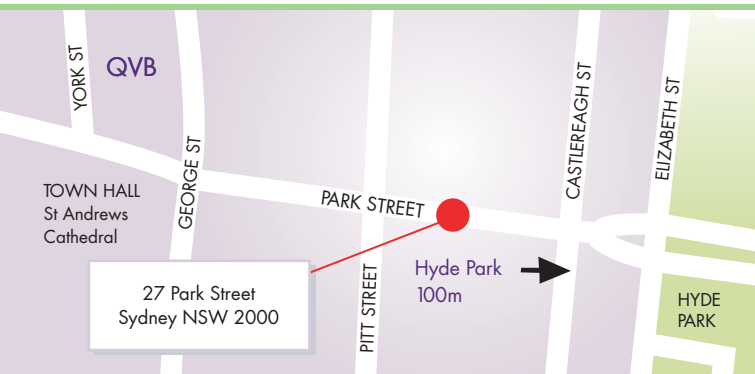 YORK ST
QVB
GEORGE ST
TOWN HALL
St Andrews
Cathedral
PARK STREET
PITT STREET
CASTLEREAGH ST
ELIZABETH ST
27 Park Street
Sydney NSW 2000
Hyde Park
100m
HYDE
PARK